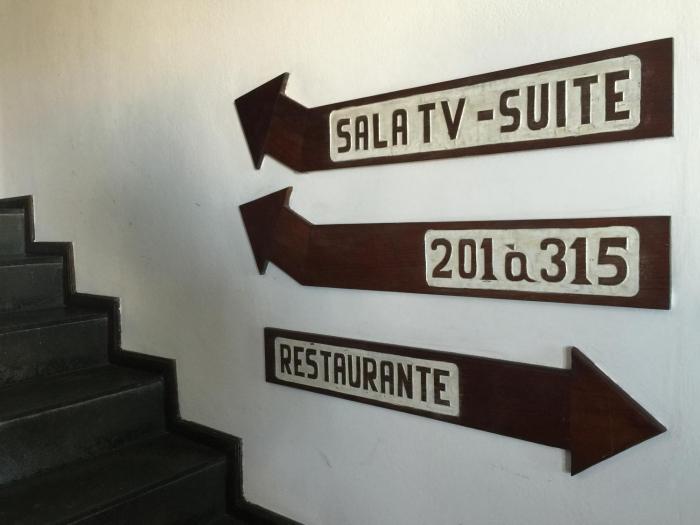 SALA TV - SUITE
201 à 315
RESTAURANTE